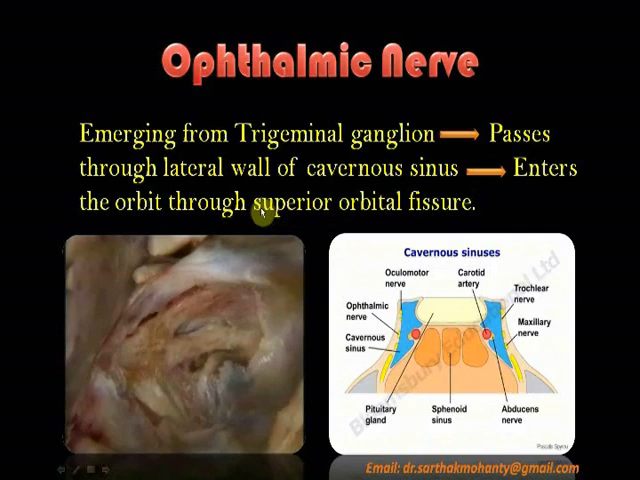 Ophthalmic Nerve
Emerging from Trigeminal ganglion Passes
through lateral wall of cavernous sinus Enters
the orbit through superior orbital fissure.
Cavernous sinuses
Oculomotor
nerve
Carotid
artery
Trochlear
nerve
Ophthalmic
nerve
Maxillary
nerve
Cavernous
sinus
Pituitary
gland
Sphenoid
sinus
Abducens
nerve
Email: dr.sarthakmohanty@gmail.com